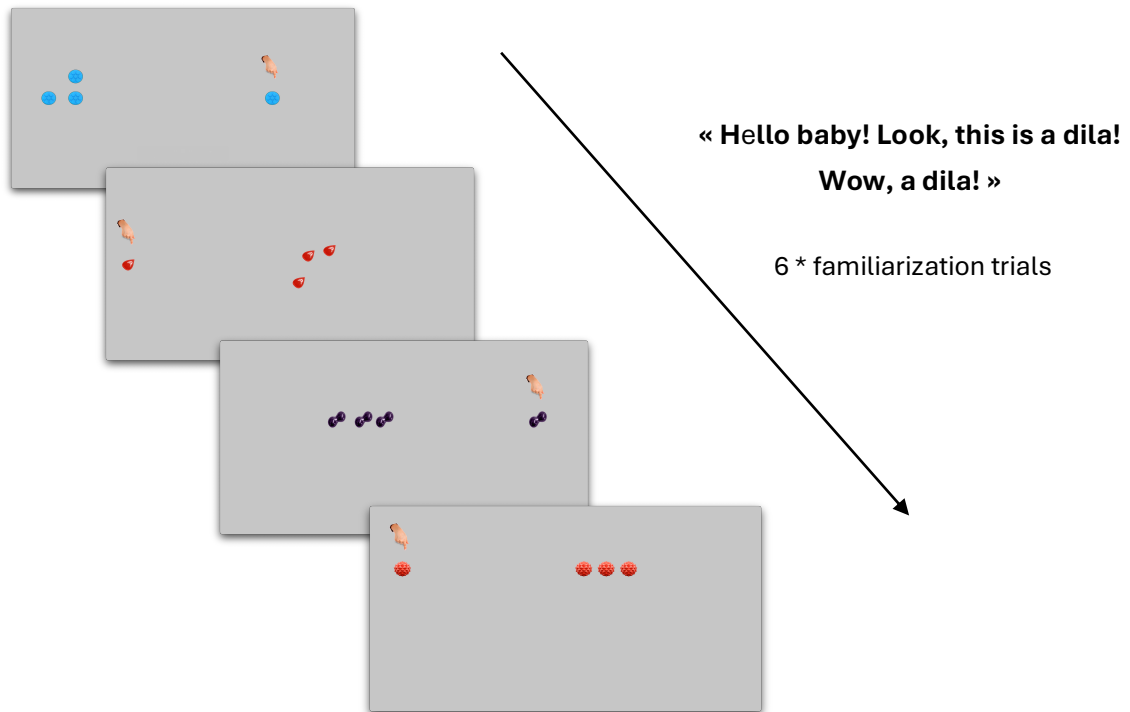 « Hello baby! Look, this is a dila!
Wow, a dila! »
6 * familiarization trials